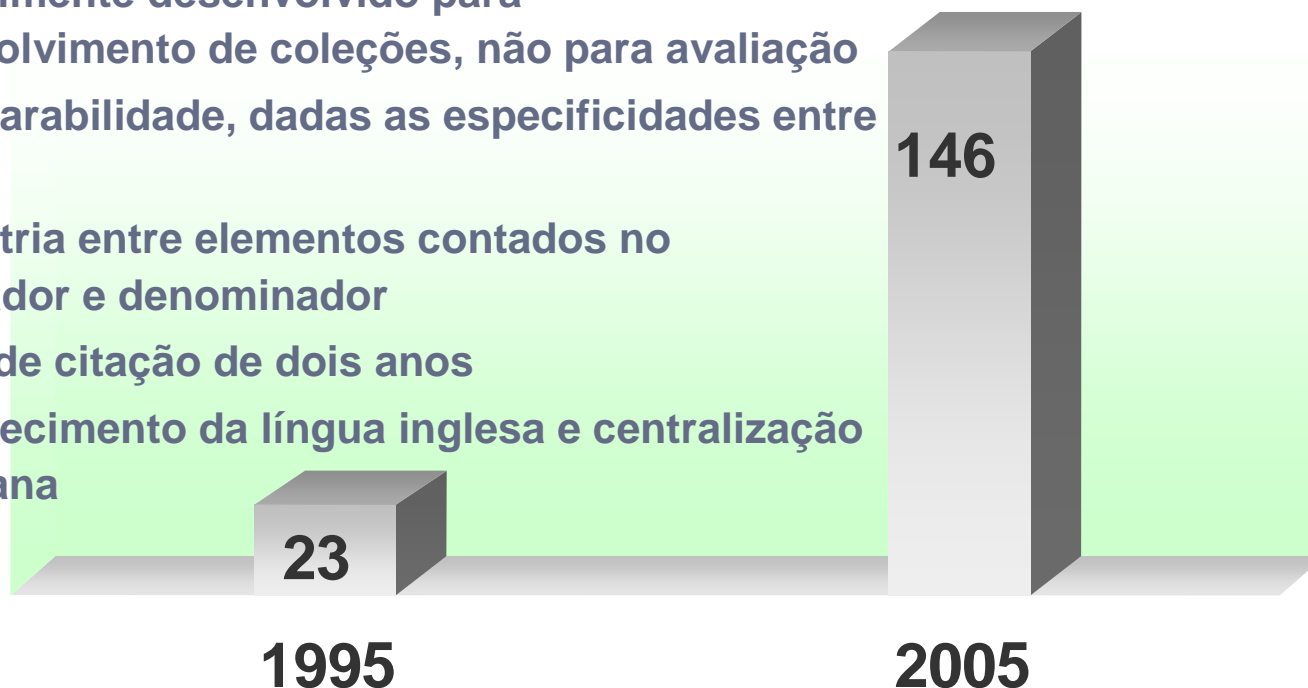 lmente desenvolvido para
olvimento de coleções, não para avaliação
arabilidade, dadas as especificidades entre
146
tria entre elementos contados no
dor e denominador
de citação de dois anos
ecimento da língua inglesa e centralização
ana
23
1995 2005